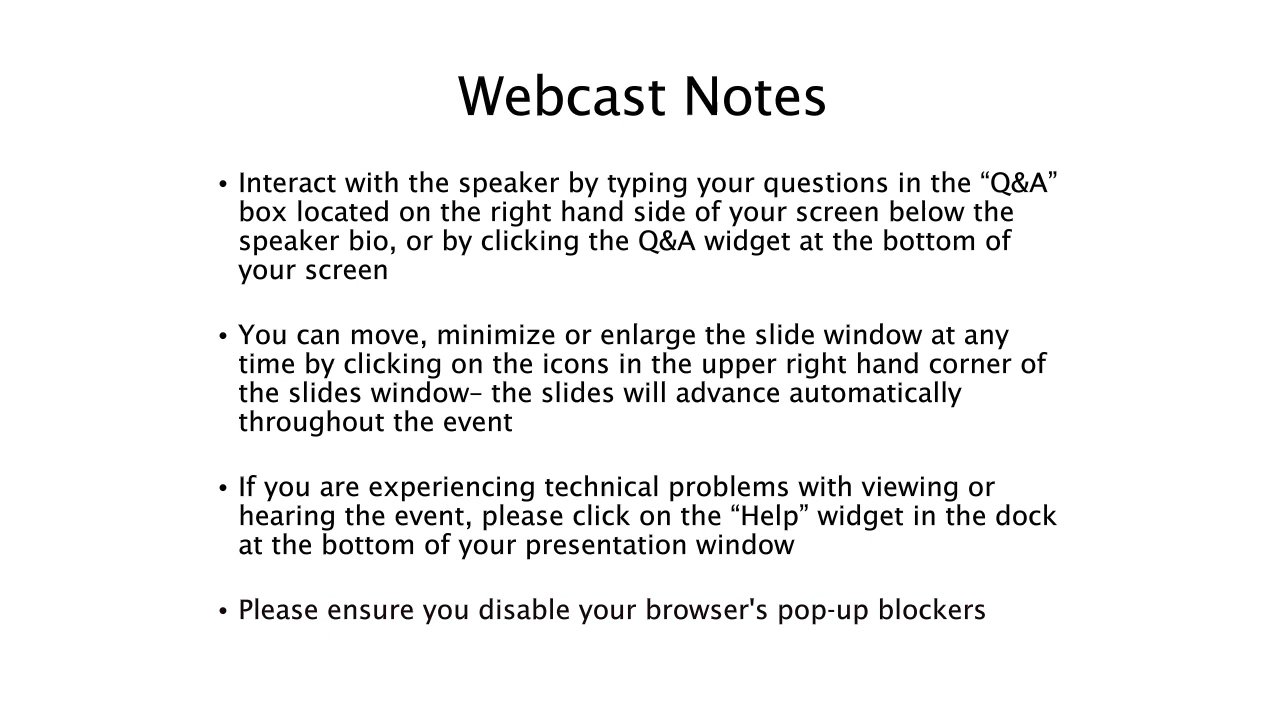 Webcast Notes
• Interact with the speaker by typing your questions in the “Q&A”
box located on the right hand side of your screen below the
speaker bio, or by clicking the Q&A widget at the bottom of
your screen
• You can move, minimize or enlarge the slide window at any
time by clicking on the icons in the upper right hand corner of
the slides window– the slides will advance automatically
throughout the event
• If you are experiencing technical problems with viewing or
hearing the event, please click on the “Help” widget in the dock
at the bottom of your presentation window
• Please ensure you disable your browser's pop-up blockers